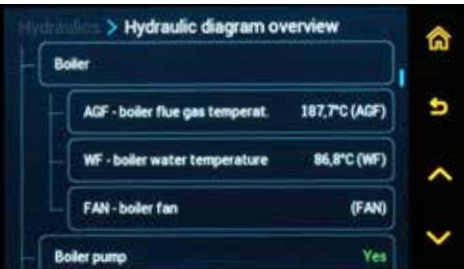 Hydraulics > Hydraulic diagram overview
Boiler
AGF - boiler flue gas temperat. 187,7°C (AGF)
WF - boiler water temperature 86,8°C (WF)
FAN - boiler fan (FAN)
Boiler pump Yes